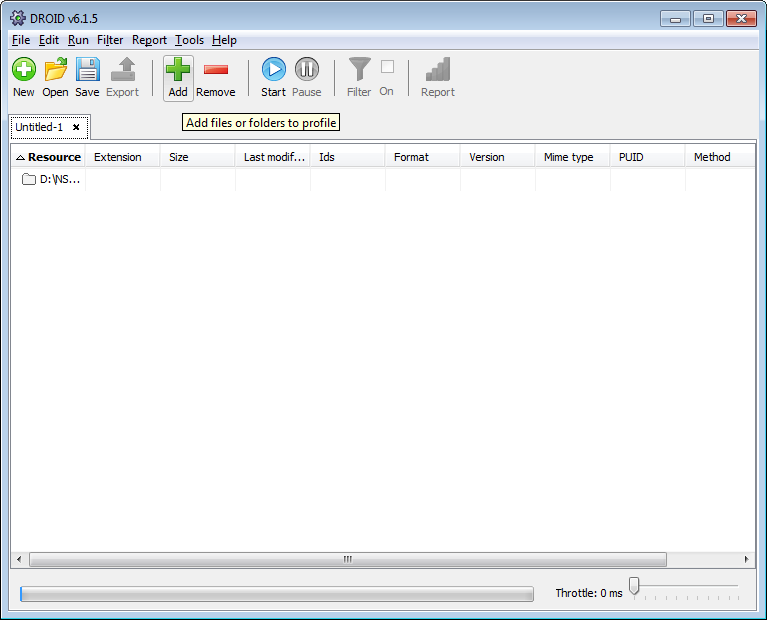 DROID v6.1.5
File Edit Run Filter Report Tools Help
New Open Save Export Add Remove Start Pause Filter On Report
Untitled-1
Add files or folders to profile
Resource Extension Size Last modif... Ids Format Version Mime type PUID Method
D:\NS...
Throttle: 0 ms